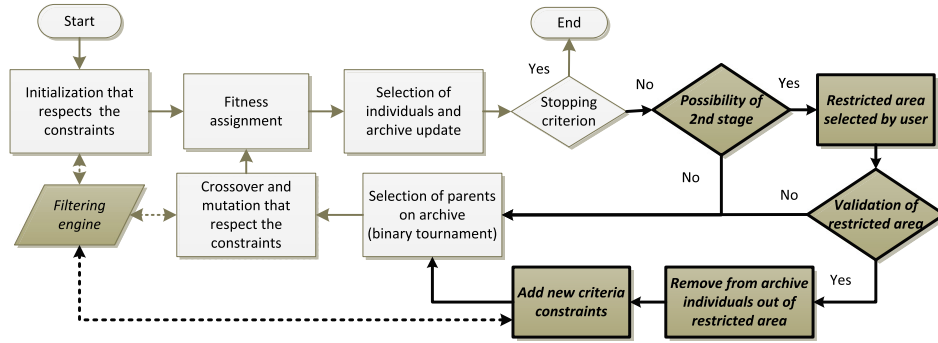 Start
End
Initialization that
respects the
constraints
Fitness
assignment
Selection of
individuals and
archive update
Yes
Stopping
criterion
No
Possibility of
2nd stage
Yes
Restricted area
selected by user
Filtering
engine
Crossover and
mutation that
respect the
constraints
Selection of parents
on archive
(binary tournament)
No
No
Validation of
restricted area
Yes
Add new criteria
constraints
Remove from archive
individuals out of
restricted area